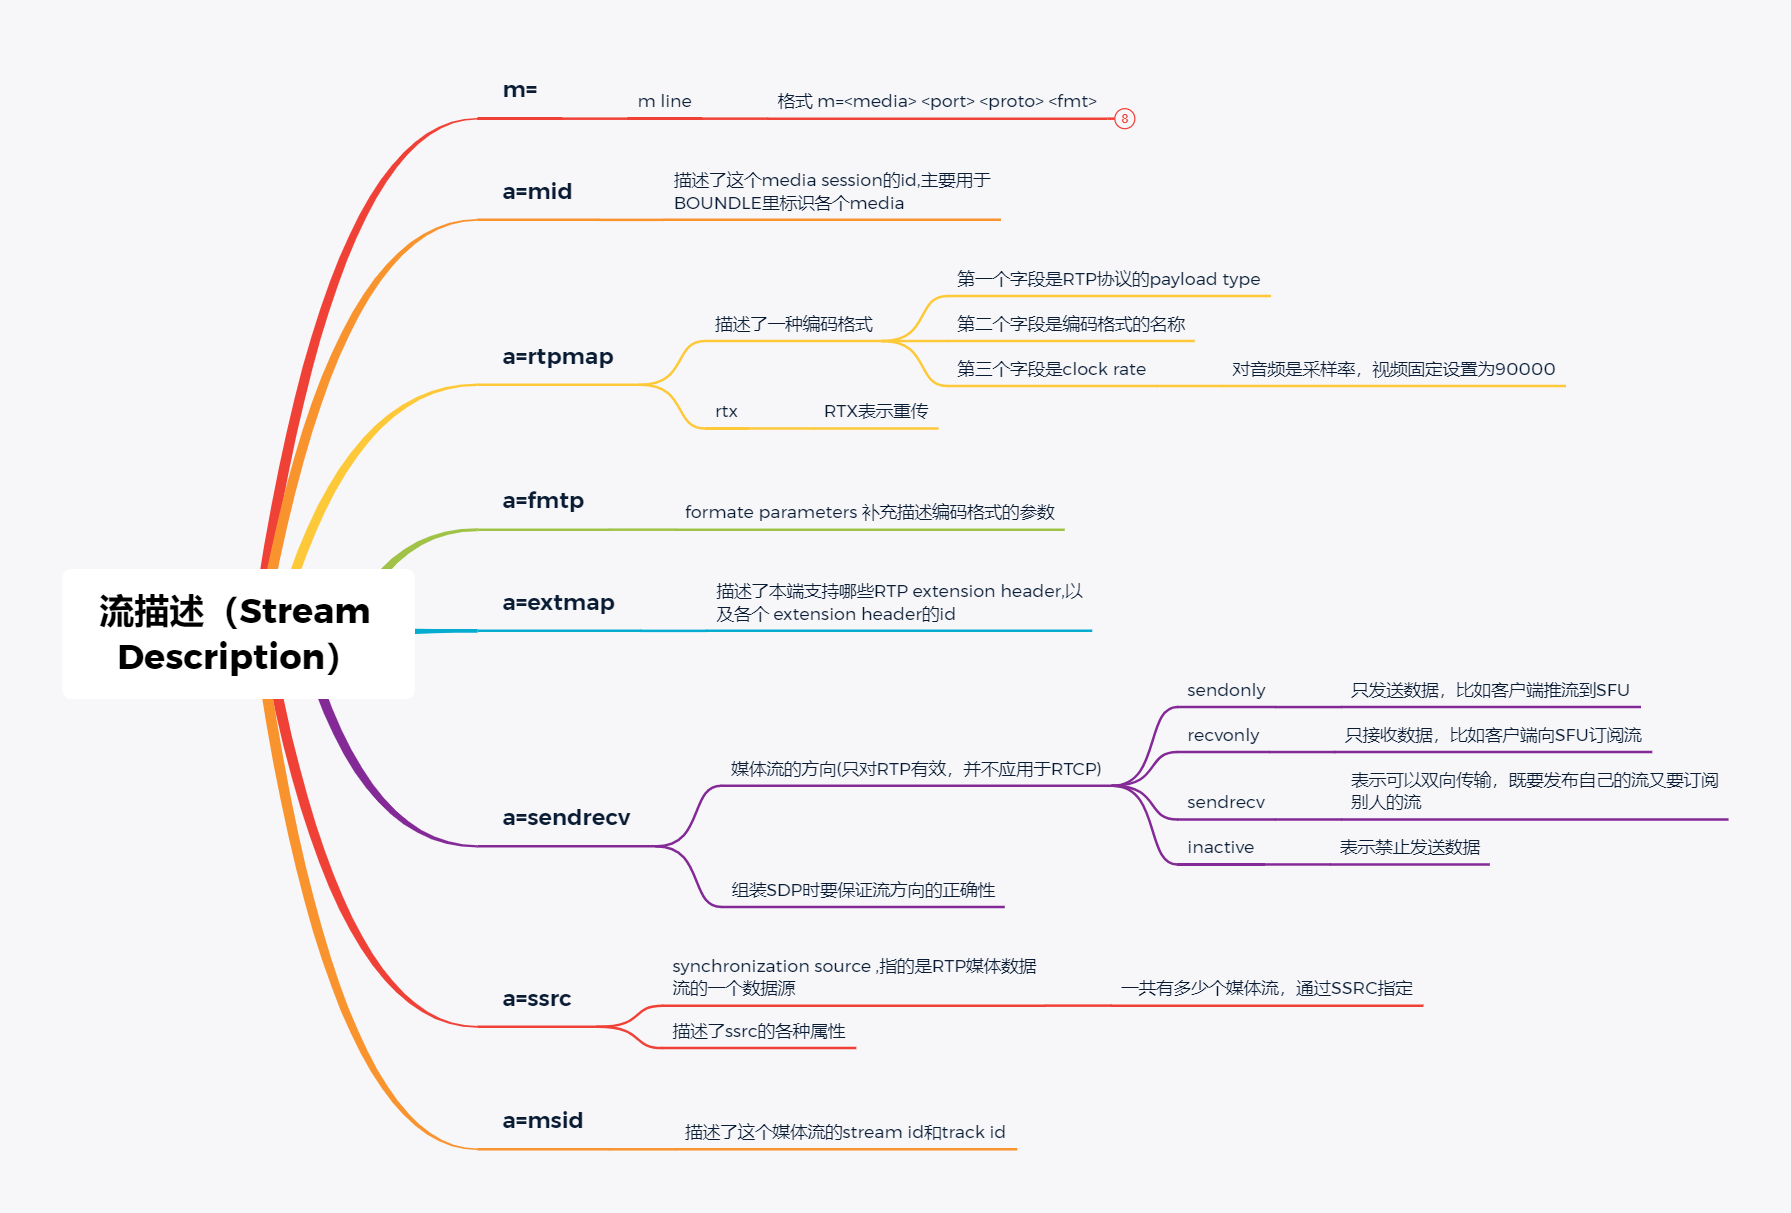 流描述（Stream
Description）
m=
m line
格式 m=<media> <port> <proto> <fmt>
8
a=mid
描述了这个media session的id,主要用于
BOUNDLE里标识各个media
a=rtpmap
描述了一种编码格式
第一个字段是RTP协议的payload type
第二个字段是编码格式的名称
第三个字段是clock rate
对音频是采样率，视频固定设置为90000
rtx
RTX表示重传
a=fmtp
formate parameters 补充描述编码格式的参数
a=extmap
描述了本端支持哪些RTP extension header,以
及各个 extension header的id
a=sendrecv
媒体流的方向(只对RTP有效，并不应用于RTCP)
sendonly
只发送数据，比如客户端推流到SFU
recvonly
只接收数据，比如客户端向SFU订阅流
sendrecv
表示可以双向传输，既要发布自己的流又要订阅
别人的流
inactive
表示禁止发送数据
组装SDP时要保证流方向的正确性
a=ssrc
synchronization source ,指的是RTP媒体数据
流的一个数据源
一共有多少个媒体流，通过SSRC指定
描述了ssrc的各种属性
a=msid
描述了这个媒体流的stream id和track id